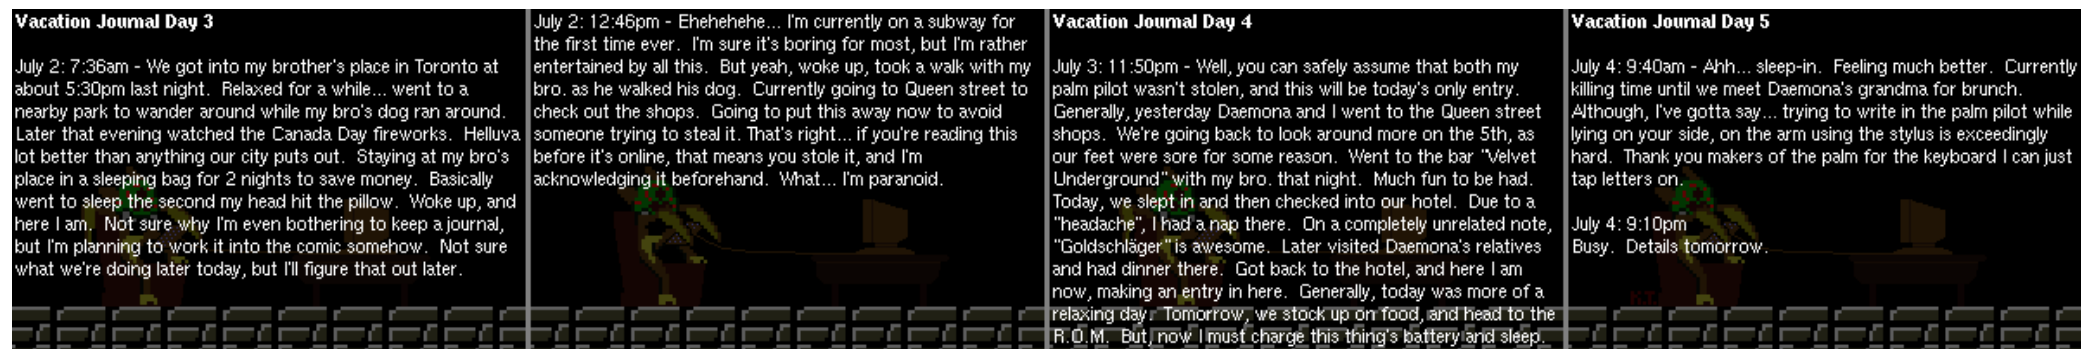 Vacation Journal Day 3
July 2: 7:36am - We got into my brother's place in Toronto at
about 5:30pm last night.  Relaxed for a while... went to a
nearby park to wander around while my bro's dog ran around.
Later that evening watched the Canada Day fireworks.  Helluva
lot better than anything our city puts out.  Staying at my bro's
place in a sleeping bag for 2 nights to save money.  Basically
went to sleep the second my head hit the pillow.  Woke up, and
here I am.  Not sure why I'm even bothering to keep a journal,
but I'm planning to work it into the comic somehow.  Not sure
what we're doing later today, but I'll figure that out later.
July 2: 12:46pm - Ehehehehe... I'm currently on a subway for
the first time ever.  I'm sure it's boring for most, but I'm rather
entertained by all this.  But yeah, woke up, took a walk with my
bro. as he walked his dog.  Currently going to Queen street to
check out the shops.  Going to put this away now to avoid
someone trying to steal it. That's right... if you're reading this
before it's online, that means you stole it, and I'm
acknowledging it beforehand.  What... I'm paranoid.
Vacation Journal Day 4
July 3: 11:50pm - Well, you can safely assume that both my
palm pilot wasn't stolen, and this will be today's only entry.
Generally, yesterday Daemona and I went to the Queen street
shops.  We're going back to look around more on the 5th, as
our feet were sore for some reason.  Went to the bar "Velvet
Underground" with my bro. that night.  Much fun to be had.
Today, we slept in and then checked into our hotel.  Due to a
"headache", I had a nap there.  On a completely unrelated note,
"Goldschläger" is awesome.  Later visited Daemona's relatives
and had dinner there.  Got back to the hotel, and here I am
now, making an entry in here.  Generally, today was more of a
relaxing day.  Tomorrow, we stock up on food, and head to the
R.O.M.  But, now I must charge this thing's battery and sleep.
Vacation Journal Day 5
July 4: 9:40am - Ahh... sleep-in.  Feeling much better.  Currently
killing time until we meet Daemona's grandma for brunch.
Although, I've gotta say... trying to write in the palm pilot while
lying on your side, on the arm using the stylus is exceedingly
hard.  Thank you makers of the palm for the keyboard I can just
tap letters on.
July 4: 9:10pm
Busy.  Details tomorrow.